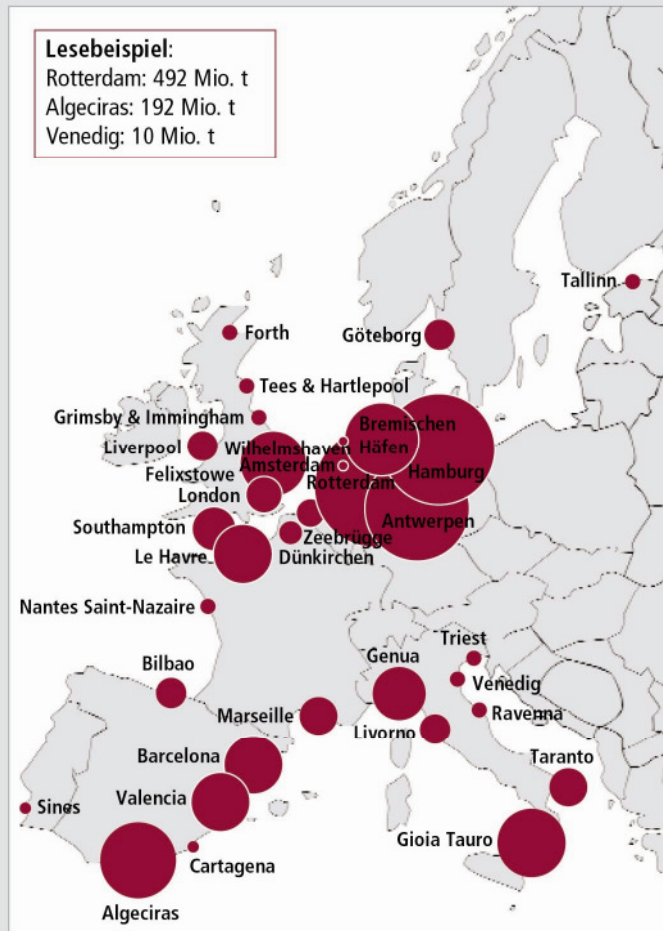 Lesebeispiel:
Rotterdam: 492 Mio. t
Algeciras: 192 Mio. t
Venedig: 10 Mio. t
Tallinn
Forth
Göteborg
Tees & Hartlepool
Grimsby & Immingham
Bremischen
Liverpool
Wilhelmshaven
Häfen
Amsterdam
Hamburg
Felixstowe
Rotterdam
London
Antwerpen
Southampton
Zeebrügge
Le Havre
Dünkirchen
Nantes Saint-Nazaire
Triest
Genua
Bilbao
Venedig
Ravenna
Marseille
Livorno
Barcelona
Taranto
Valencia
Sines
Gioia Tauro
Cartagena
Algeciras